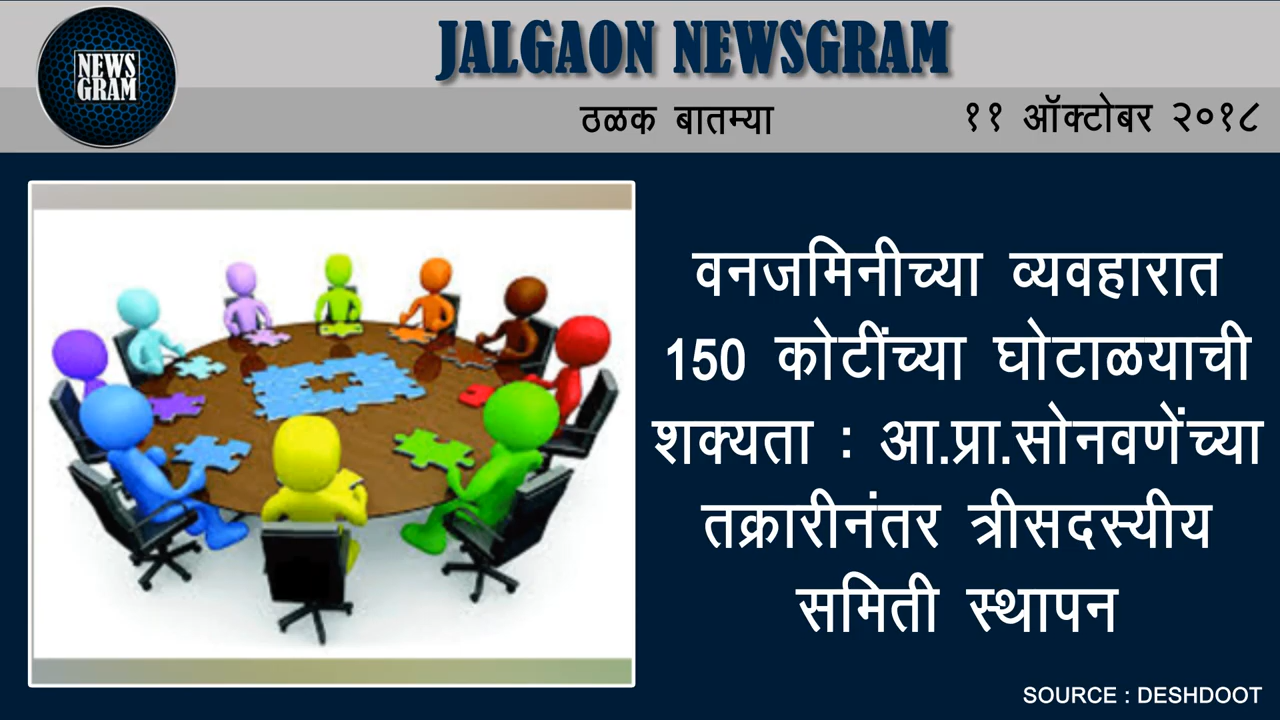 NEWS
GRAM
JALGAON NEWSGRAM
ठळक बातम्या
११ ऑक्टोबर २०१८
वनजमिनीच्या व्यवहारात
150 कोटींच्या घोटाळयाची
शक्यता : आ.प्रा.सोनवणेंच्या
तक्रारीनंतर त्रीसदस्यीय
समिती स्थापन
SOURCE : DESHDOOT